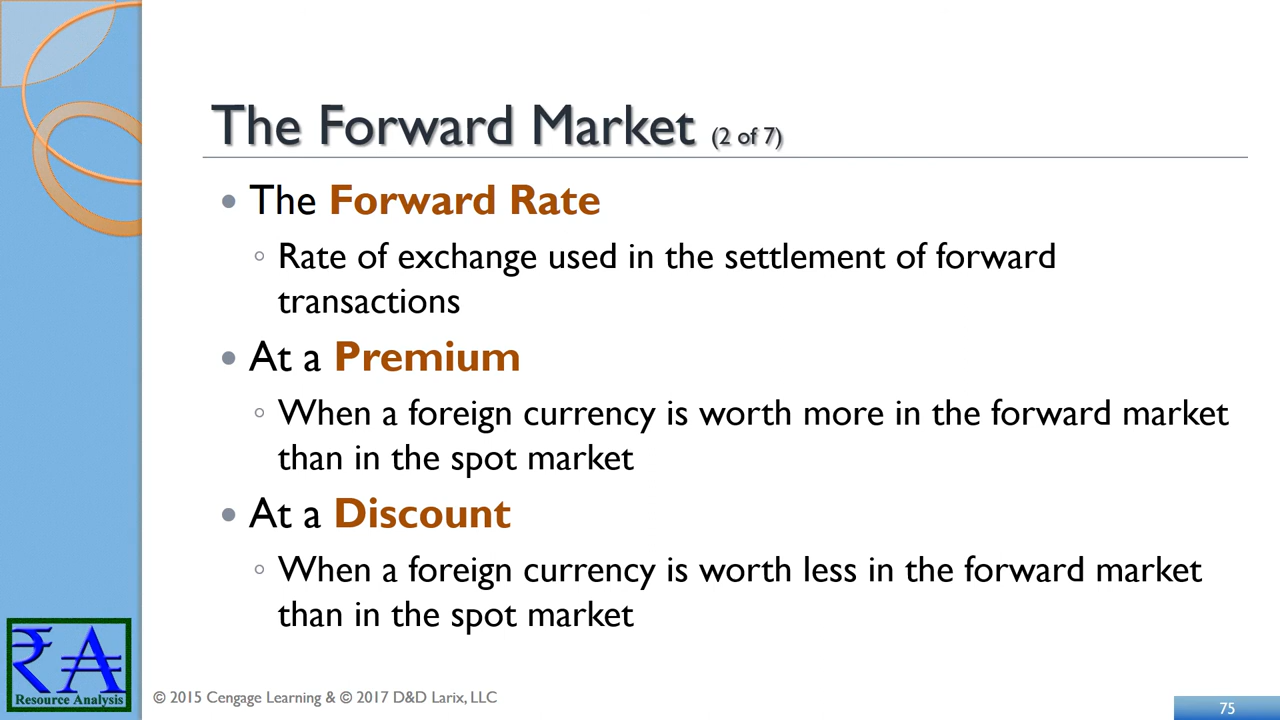 The Forward Market (2 of 7)
• The Forward Rate
◦ Rate of exchange used in the settlement of forward
transactions
• At a Premium
◦ When a foreign currency is worth more in the forward market
than in the spot market
• At a Discount
◦ When a foreign currency is worth less in the forward market
than in the spot market
₹A
Resource Analysis
© 2015 Cengage Learning & © 2017 D&D Larix, LLC
75